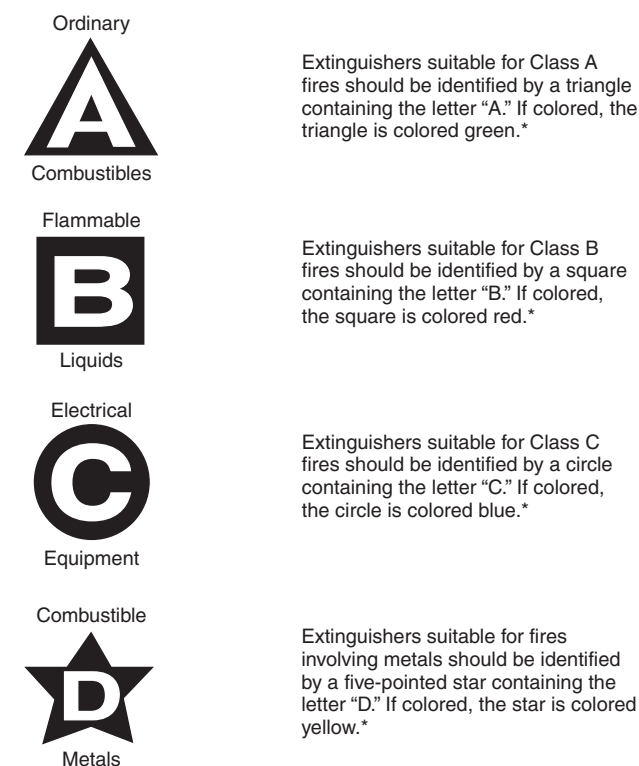 Ordinary
A
Combustibles
Extinguishers suitable for Class A
fires should be identified by a triangle
containing the letter “A.” If colored, the
triangle is colored green.*
Flammable
B
Liquids
Extinguishers suitable for Class B
fires should be identified by a square
containing the letter “B.” If colored,
the square is colored red.*
Electrical
C
Equipment
Extinguishers suitable for Class C
fires should be identified by a circle
containing the letter “C.” If colored,
the circle is colored blue.*
Combustible
D
Metals
Extinguishers suitable for fires
involving metals should be identified
by a five-pointed star containing the
letter “D.” If colored, the star is colored
yellow.*